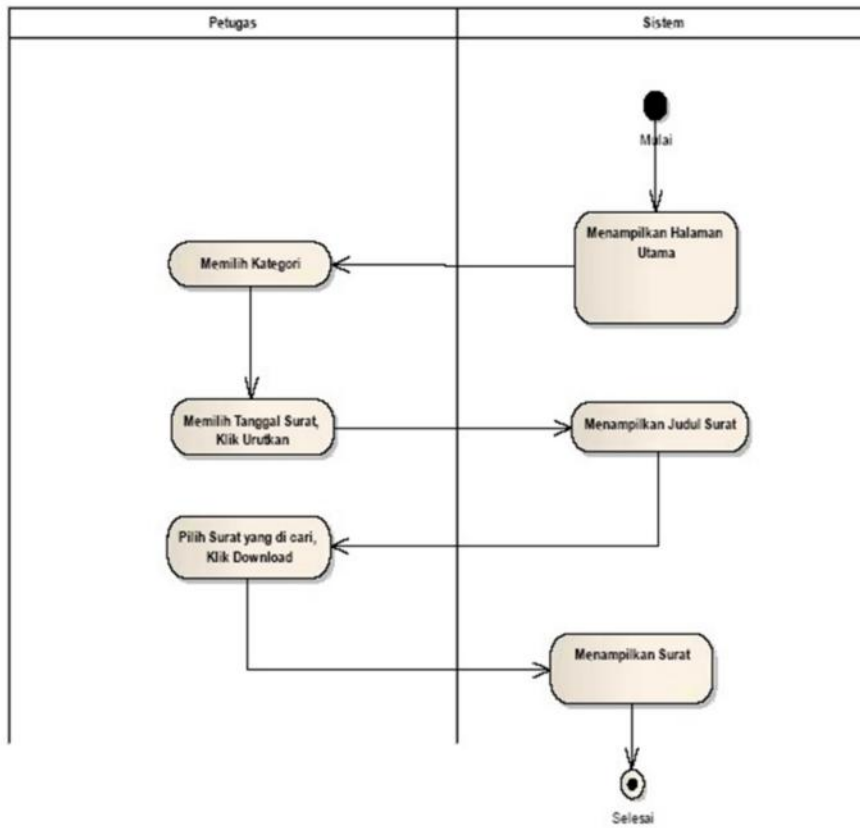 Petugas
Sistem
Mulai
Menampilkan Halaman
Utama
Memilih Kategori
Memilih Tanggal Surat,
Klik Urutkan
Menampilkan Judul Surat
Pilih Surat yang di cari,
Klik Download
Menampilkan Surat
Selesai